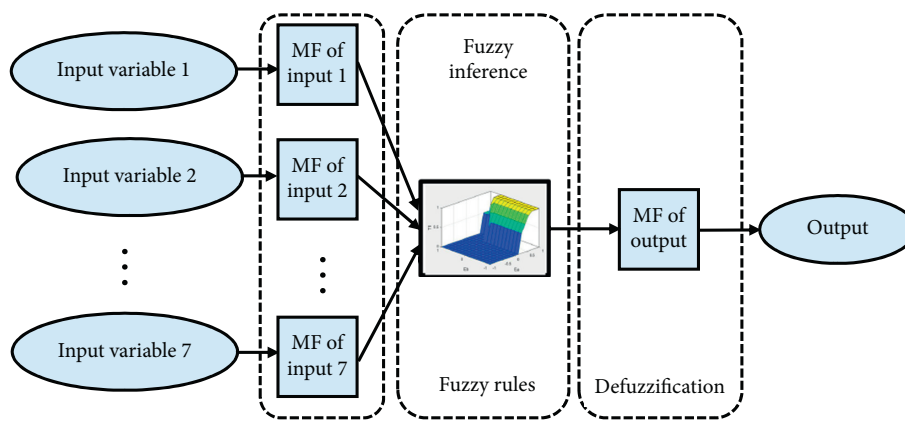 Input variable 1
MF of
input 1
Fuzzy
inference
Input variable 2
MF of
input 2
MF of
output
Output
Input variable 7
MF of
input 7
Fuzzy rules
Defuzzification